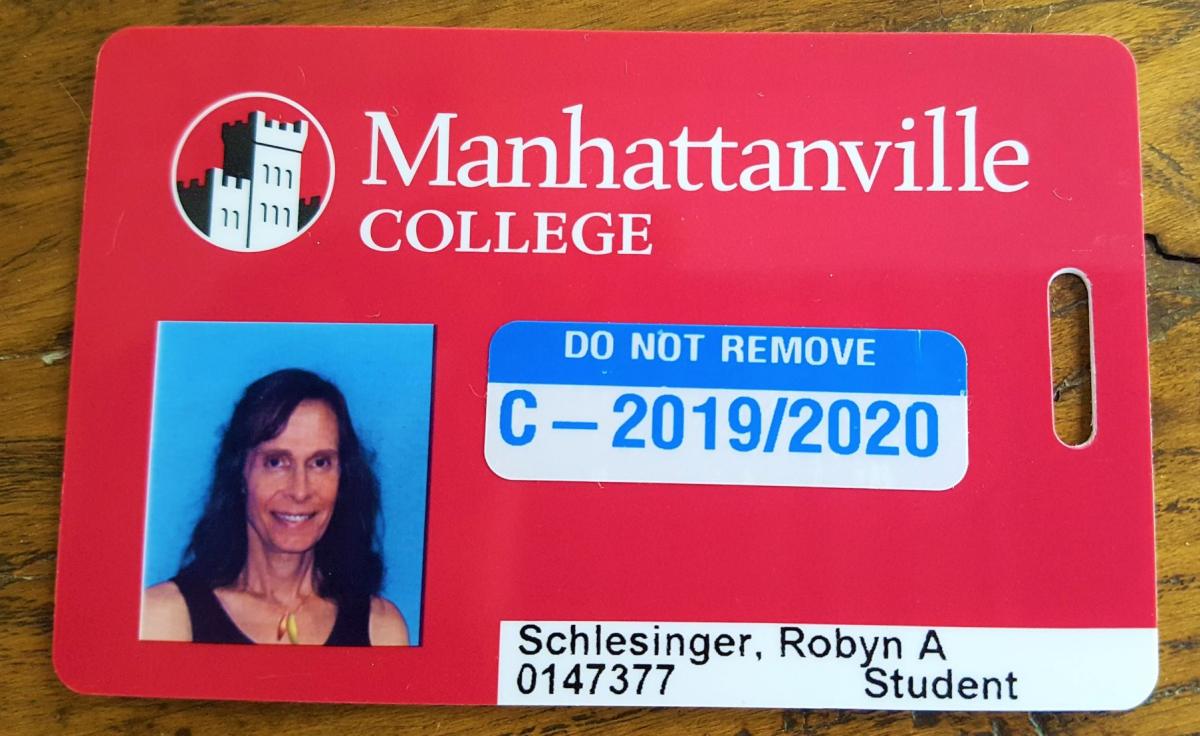 Manhattanville
COLLEGE
DO NOT REMOVE
C – 2019/2020
Schlesinger, Robyn A
0147377 Student